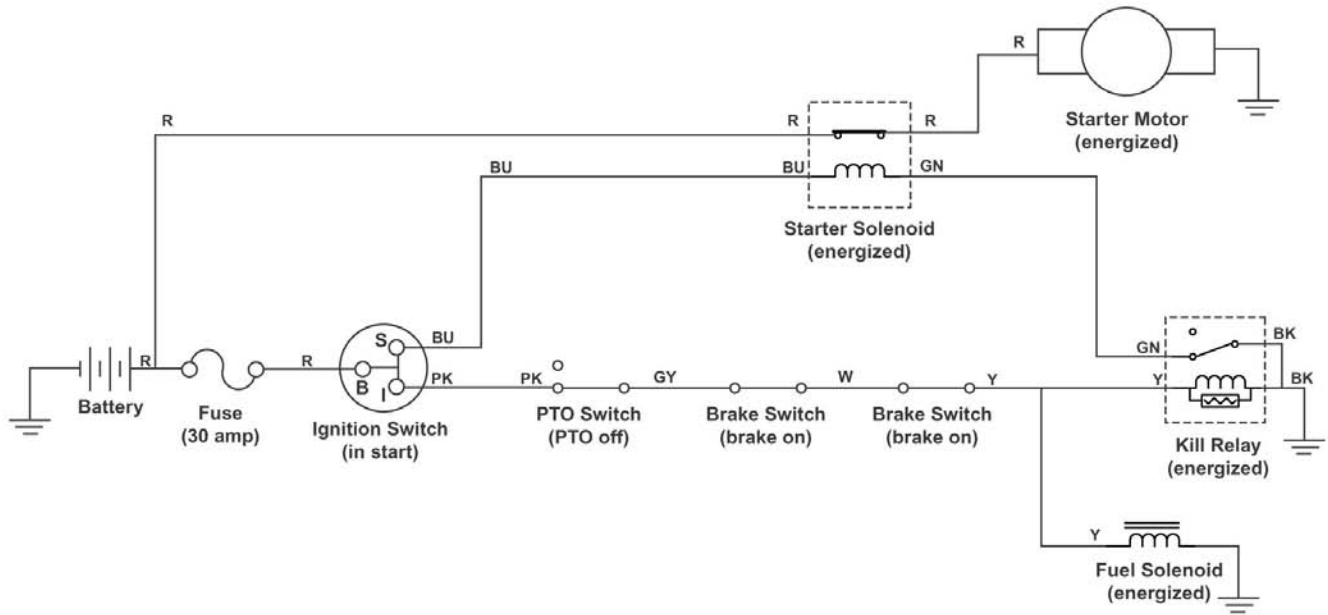 R
Starter Motor
(energized)
R
R
R
BU
BU
GN
Starter Solenoid
(energized)
R
Battery
Fuse
(30 amp)
R
S
B
I
BU
PK
Ignition Switch
(in start)
PK
PTO Switch
(PTO off)
GY
Brake Switch
(brake on)
W
Brake Switch
(brake on)
Y
GN
BK
Y
BK
Kill Relay
(energized)
Y
Fuel Solenoid
(energized)